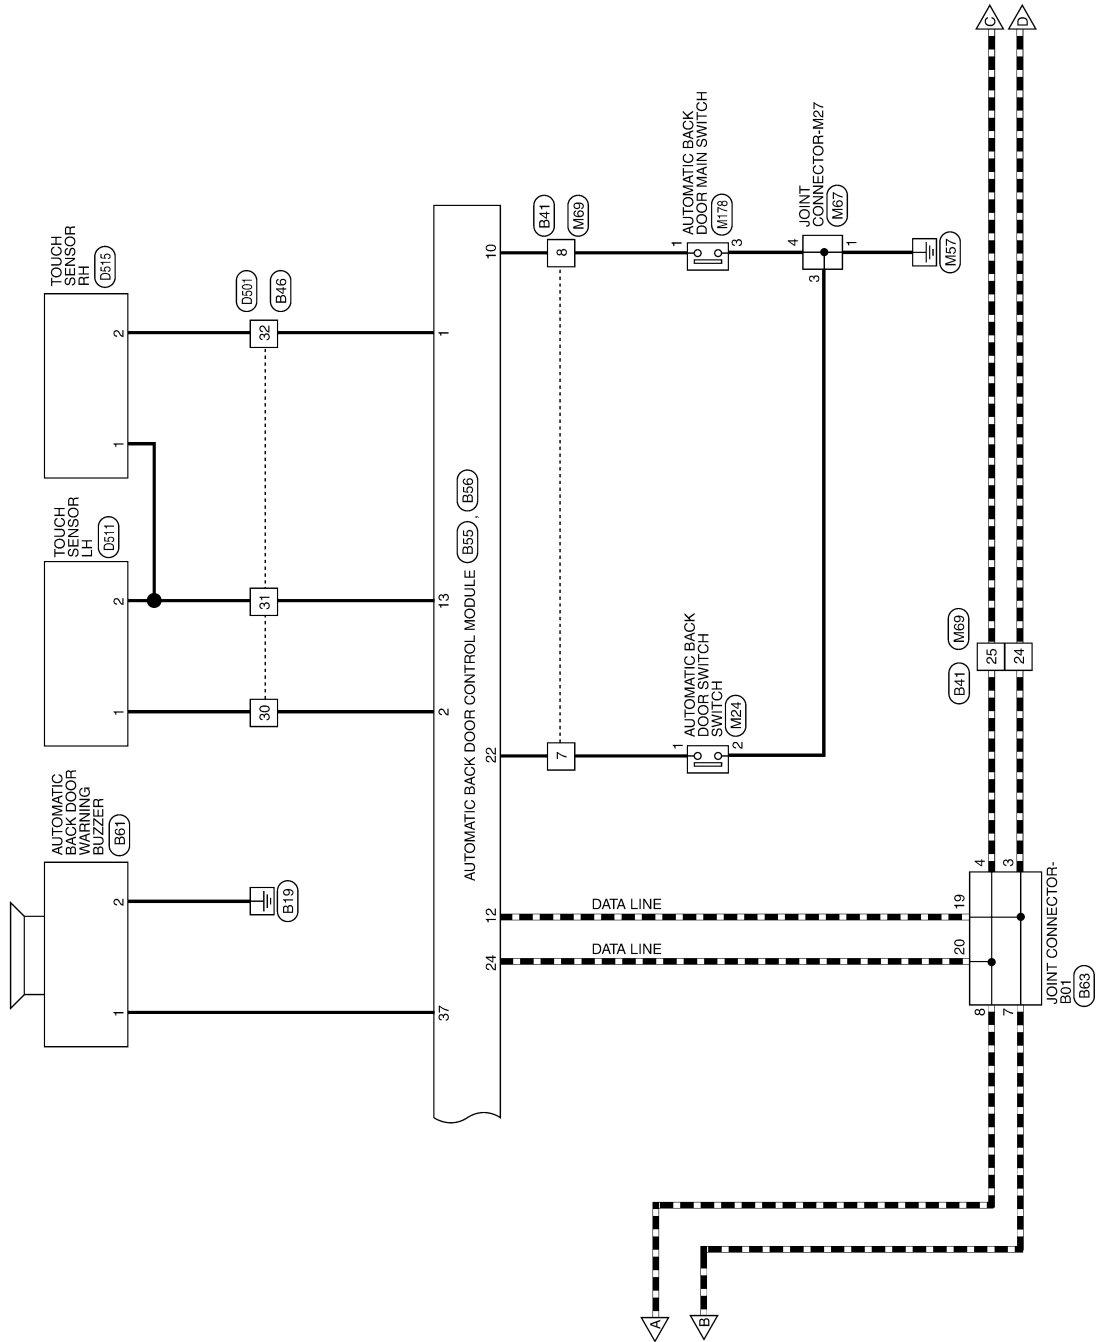 AUTOMATIC
BACK DOOR
WARNING
BUZZER
B61
1
2
B19
TOUCH
SENSOR
LH
D511
1
2
TOUCH
SENSOR
RH
D515
1
2
30
31
32
D501
B46
37
2
13
1
AUTOMATIC BACK DOOR CONTROL MODULE B55 , B56
24
12
22
10
DATA LINE
DATA LINE
7
8
B41
M69
1
AUTOMATIC BACK
DOOR SWITCH
SWITCH
M24
2
1
AUTOMATIC BACK
DOOR MAIN SWITCH
M178
3
JOINT
CONNECTOR-M27
M67
4
3
1
M57
20
19
8
7
4
3
JOINT CONNECTOR-
B01
B63
B41
M69
25
24
A
B
C
D